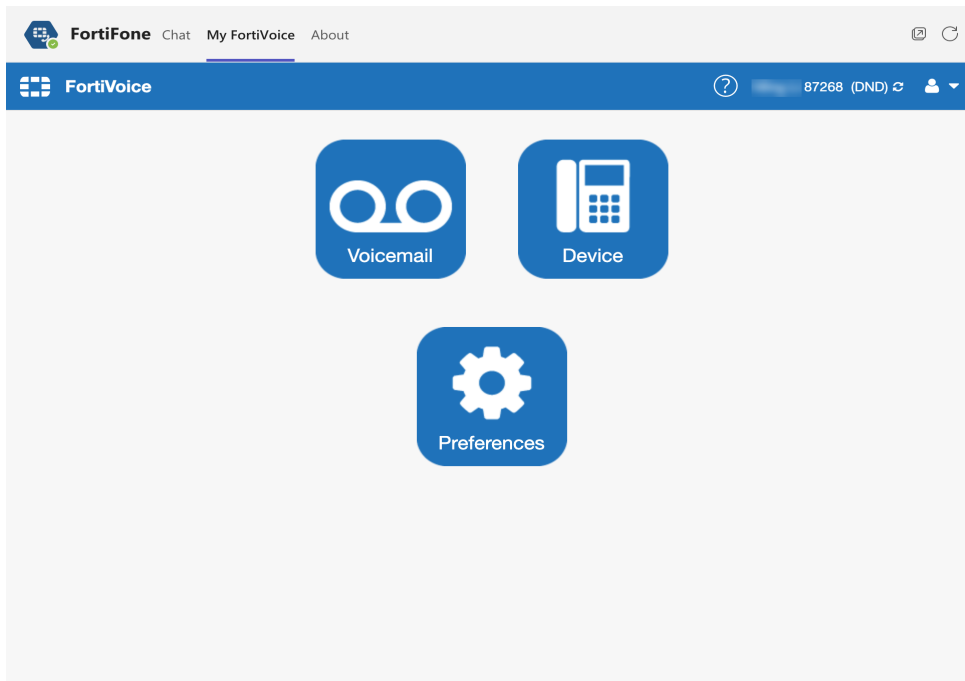 FortiFone Chat My FortiVoice About
FortiVoice ? 87268 (DND)
Voicemail
Device
Preferences